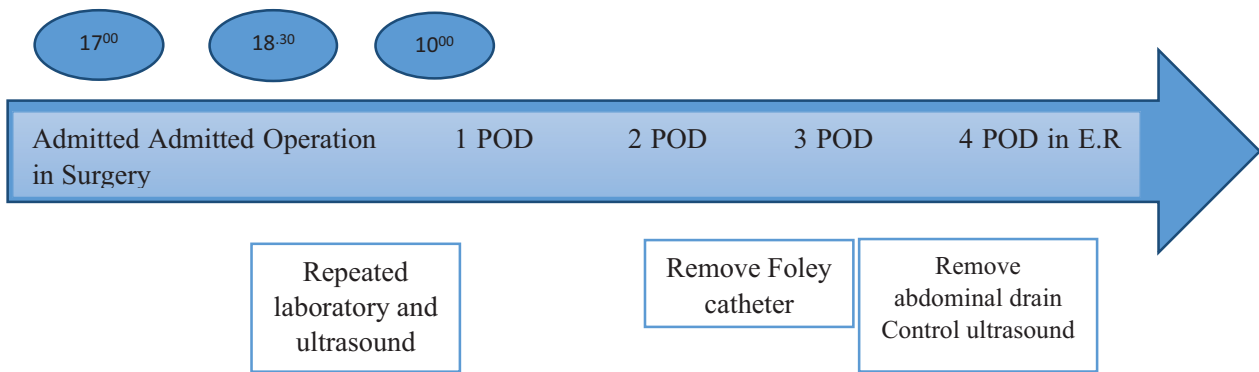 17⁰⁰ 18.³⁰ 10⁰⁰
Admitted Admitted Operation 1 POD 2 POD 3 POD 4 POD in E.R
in Surgery
Repeated
laboratory and
ultrasound
Remove Foley
catheter
Remove
abdominal drain
Control ultrasound